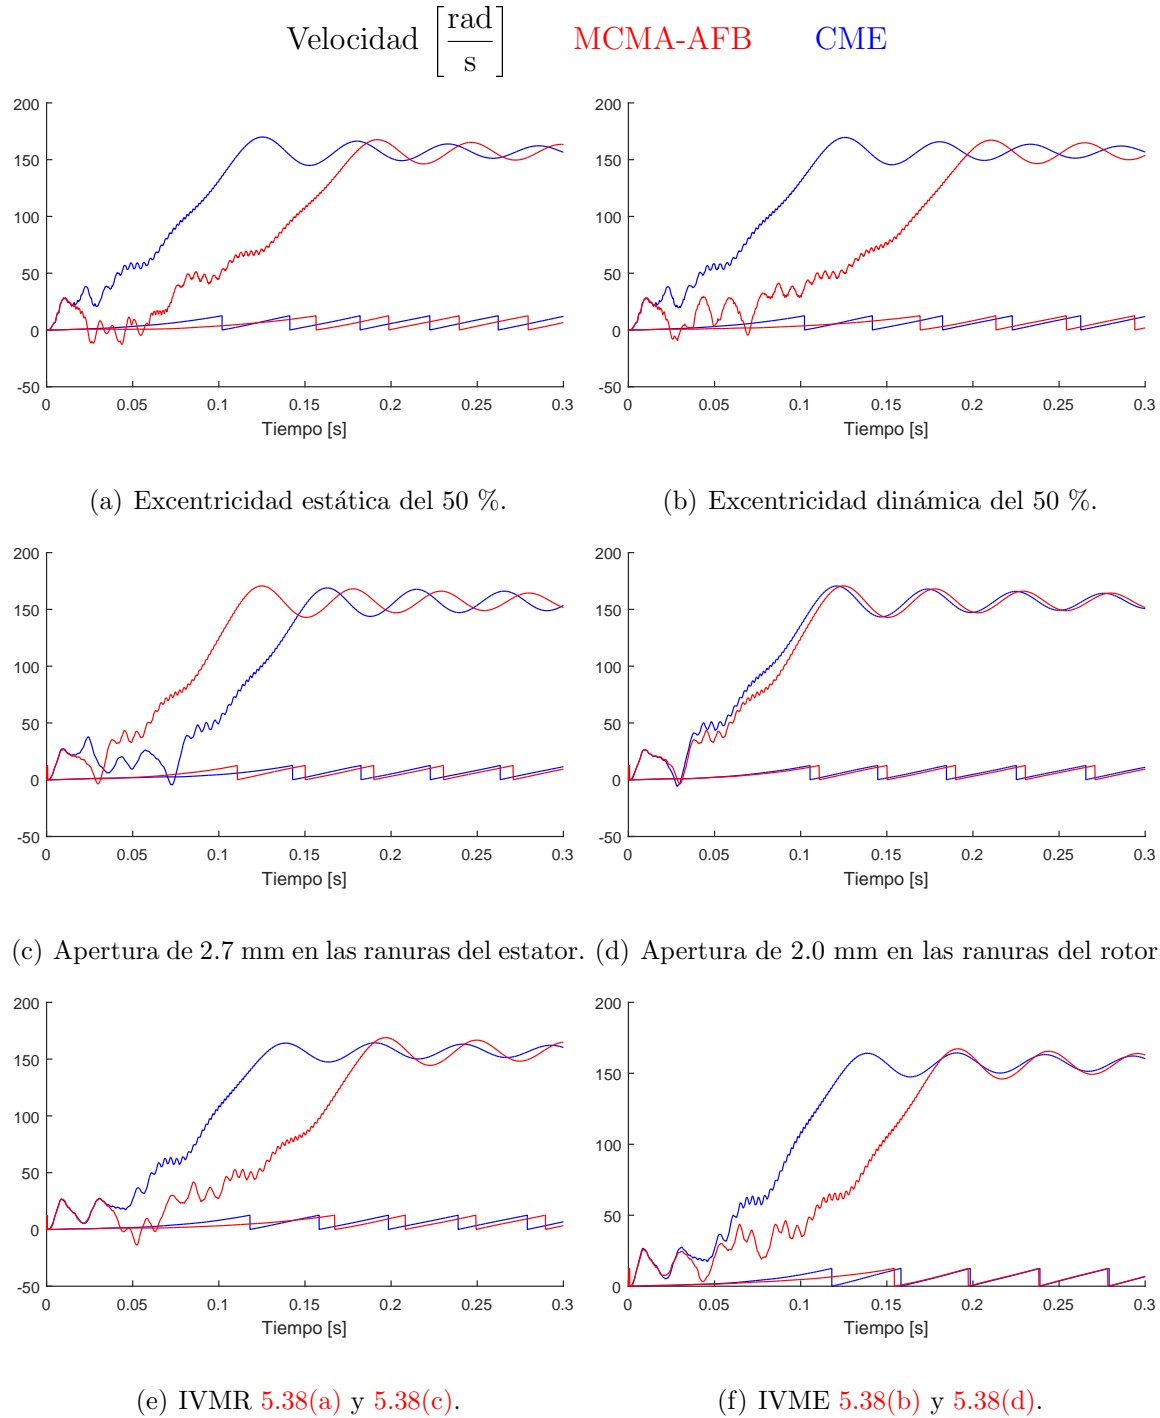 Velocidad [rad/s] MCMA-AFB CME
200
150
100
50
0
-50
0 0.05 0.1 0.15 0.2 0.25 0.3
Tiempo [s]
(a) Excentricidad estática del 50 %.
200
150
100
50
0
-50
0 0.05 0.1 0.15 0.2 0.25 0.3
Tiempo [s]
(b) Excentricidad dinámica del 50 %.
200
150
100
50
0
-50
0 0.05 0.1 0.15 0.2 0.25 0.3
Tiempo [s]
(c) Apertura de 2.7 mm en las ranuras del estator.
200
150
100
50
0
-50
0 0.05 0.1 0.15 0.2 0.25 0.3
Tiempo [s]
(d) Apertura de 2.0 mm en las ranuras del rotor
200
150
100
50
0
-50
0 0.05 0.1 0.15 0.2 0.25 0.3
Tiempo [s]
(e) IVMR 5.38(a) y 5.38(c).
200
150
100
50
0
0 0.05 0.1 0.15 0.2 0.25 0.3
Tiempo [s]
(f) IVME 5.38(b) y 5.38(d).